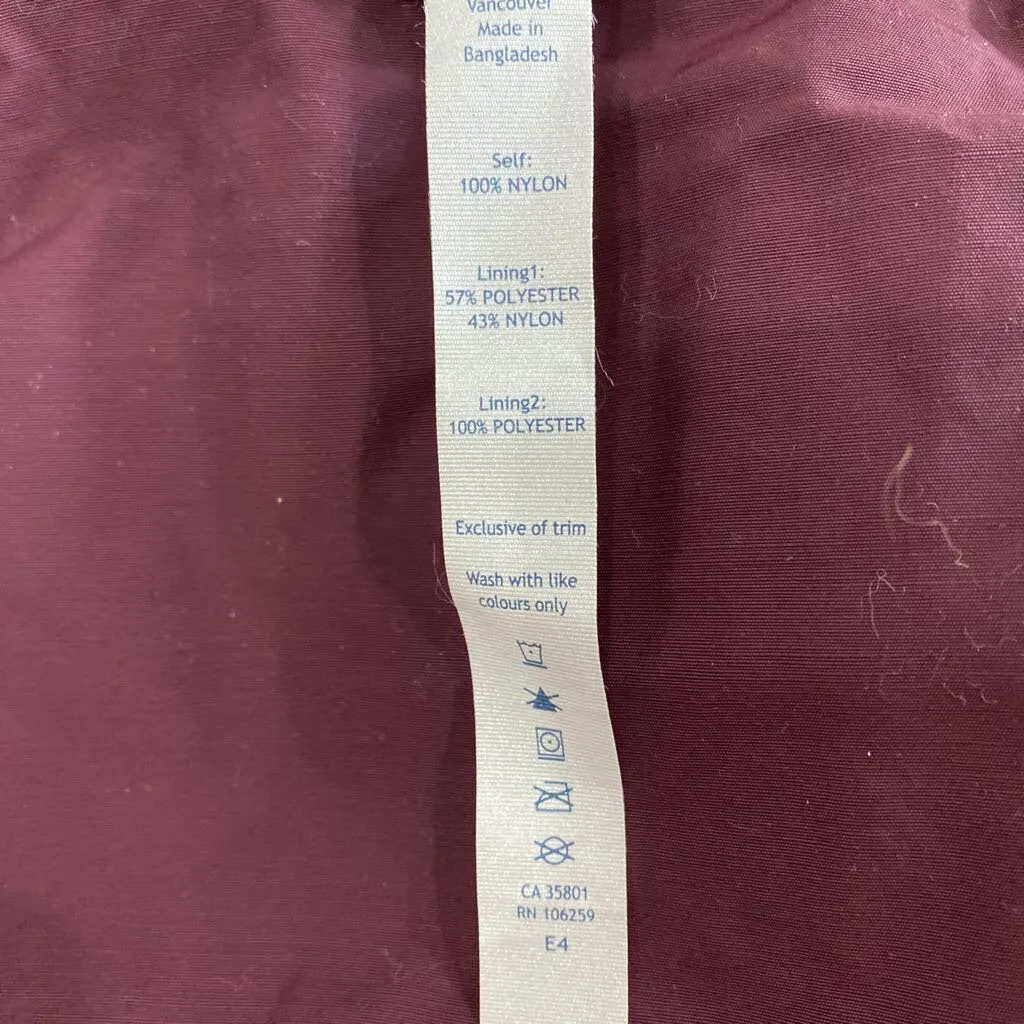 Vancouver
Made in
Bangladesh
Self:
100% NYLON
Lining1:
57% POLYESTER
43% NYLON
Lining2:
100% POLYESTER
Exclusive of trim
Wash with like
colours only
CA 35801
RN 106259
E4